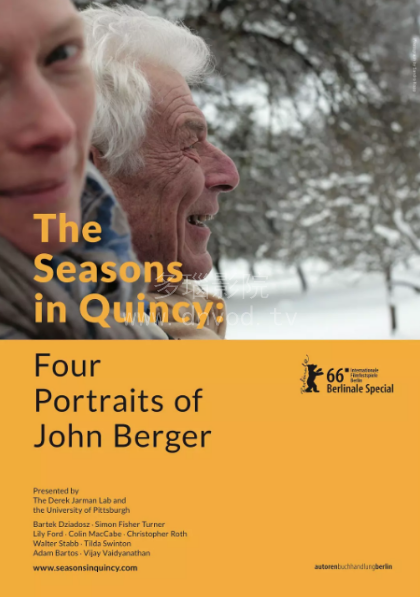 The
Seasons
in Quincy:
Four
Portraits of
John Berger
66
Internationale
Filmfestspiele
Berlin
Berlinale Special
Presented by
The Derek Jarman Lab and
the University of Pittsburgh
Bartek Dziadosz · Simon Fisher Turner
Lily Ford · Colin MacCabe · Christopher Roth
Walter Stabb · Tilda Swinton
Adam Bartos · Vijay Vaidyanathan
www.seasonsinquincy.com
autorenbuchhandlungberlin